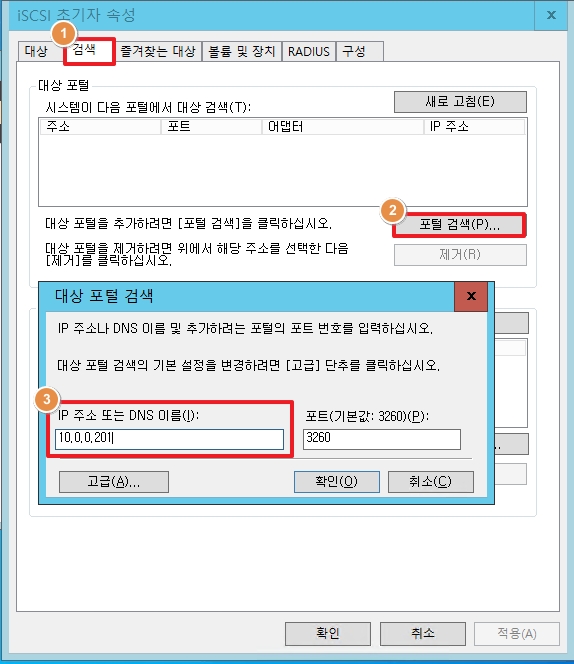 iSCSI 초기자 속성
x
1
대상 검색 즐겨찾는 대상 볼륨 및 장치 RADIUS 구성
대상 포털
시스템이 다음 포털에서 대상 검색(T):
새로 고침(E)
주소 포트 어댑터 IP 주소
2
대상 포털을 추가하려면 [포털 검색]을 클릭하십시오.
포털 검색(P)...
대상 포털을 제거하려면 위에서 해당 주소를 선택한 다음
[제거]를 클릭하십시오.
제거(R)
대상 포털 검색
x
IP 주소나 DNS 이름 및 추가하려는 포털의 포트 번호를 입력하십시오.
대상 포털 검색의 기본 설정을 변경하려면 [고급] 단추를 클릭하십시오.
3
IP 주소 또는 DNS 이름(I):
포트(기본값: 3260)(P):
10.0.0.201
3260
고급(A)...
확인(O)
취소(C)
확인
취소
적용(A)